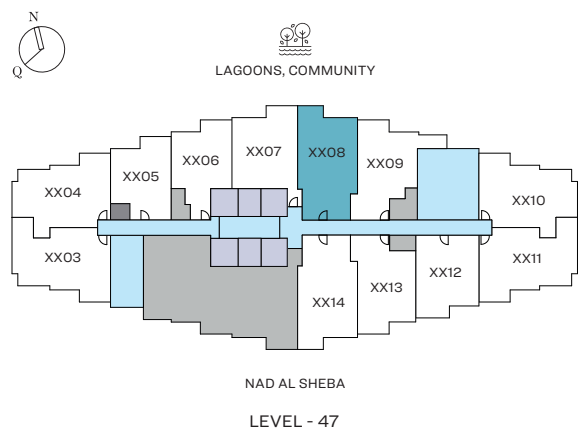 N
Q
LAGOONS, COMMUNITY
XX07
XX08
XX06
XX09
XX05
XX04
XX10
XX03
XX11
XX12
XX13
XX14
NAD AL SHEBA
LEVEL - 47